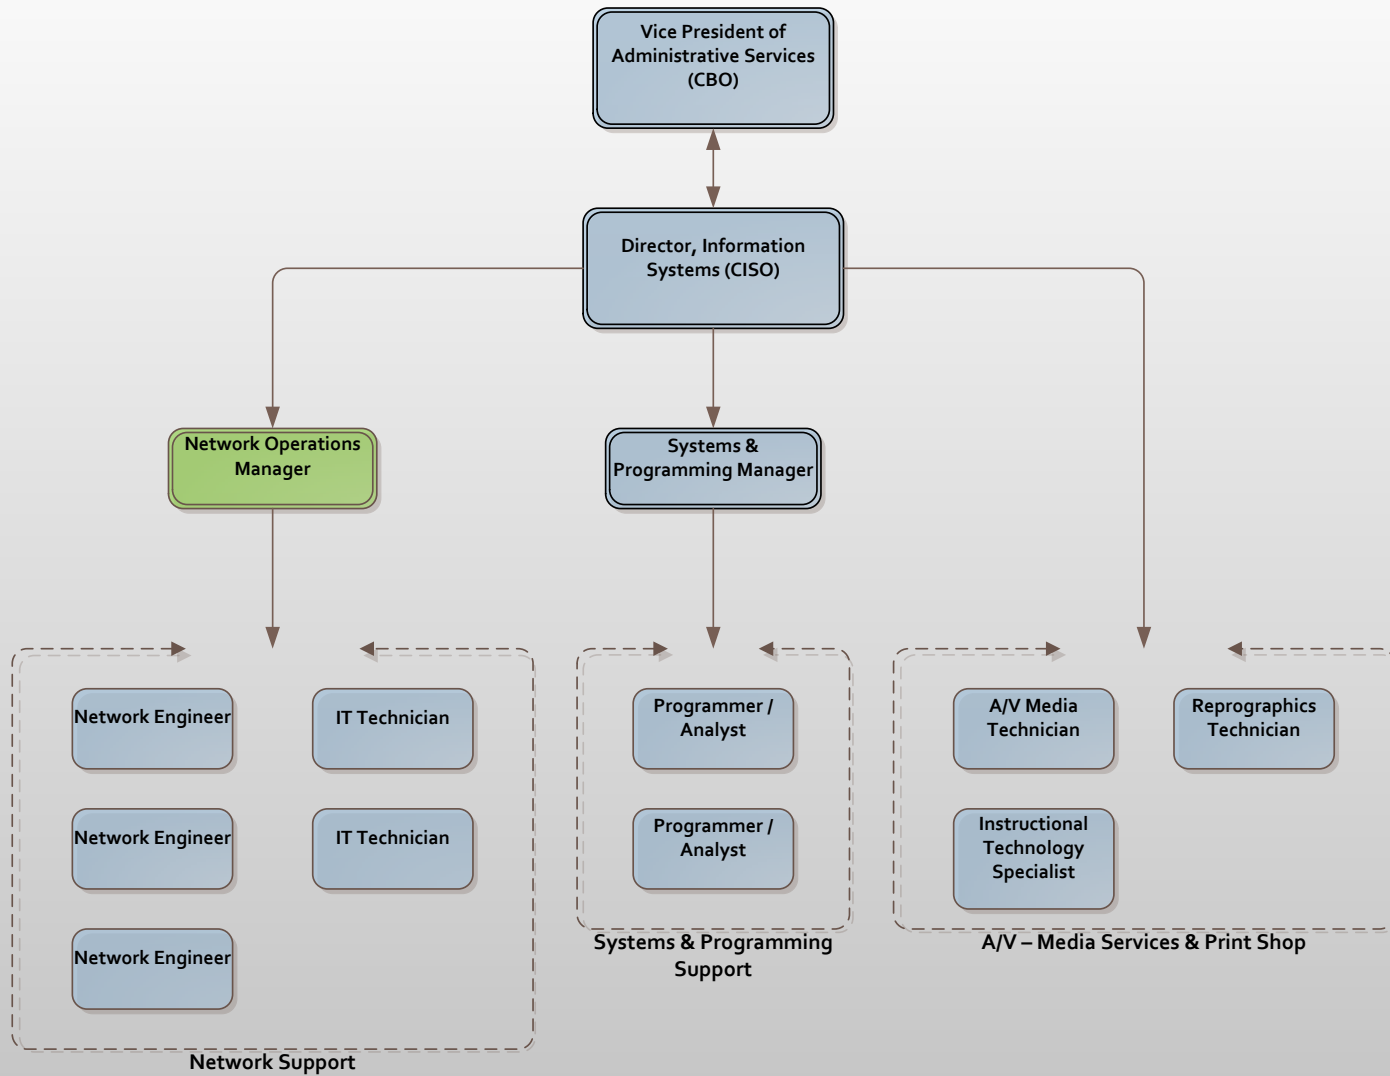 Vice President of
Administrative Services
(CBO)
Director, Information
Systems (CISO)
Network Operations
Manager
Systems &
Programming Manager
Network Engineer
IT Technician
Network Engineer
IT Technician
Network Engineer
Network Support
Programmer /
Analyst
Programmer /
Analyst
Systems & Programming
Support
A/V Media
Technician
Reprographics
Technician
Instructional
Technology
Specialist
A/V – Media Services & Print Shop